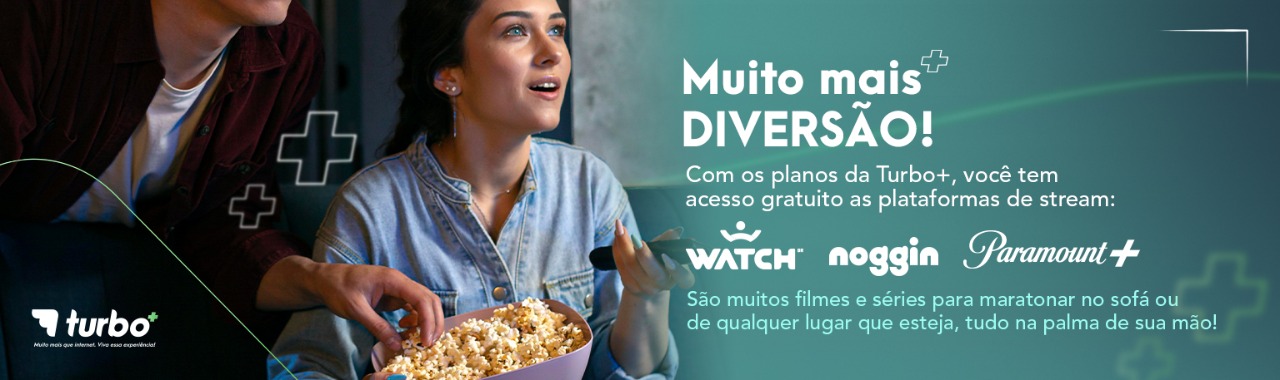 Muito mais+
DIVERSÃO!
Com os planos da Turbo+, você tem
acesso gratuito as plataformas de stream:
WATCH noggin Paramount+
São muitos filmes e séries para maratonar no sofá ou
de qualquer lugar que esteja, tudo na palma de sua mão!
turbo+
Muito mais que internet. Viva essa experiência!